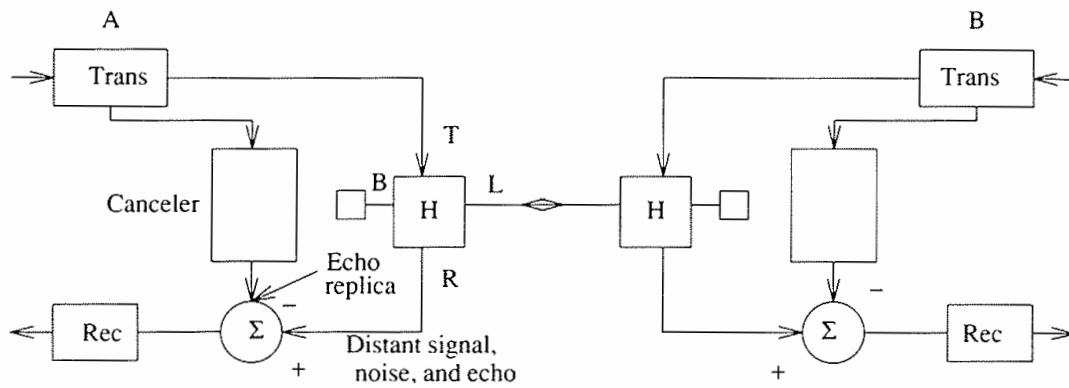 A
B
Trans
Trans
T
B
L
H
H
Canceler
Echo
replica
R
−
−
Rec
Σ
Σ
Rec
Distant signal,
noise, and echo
+
+